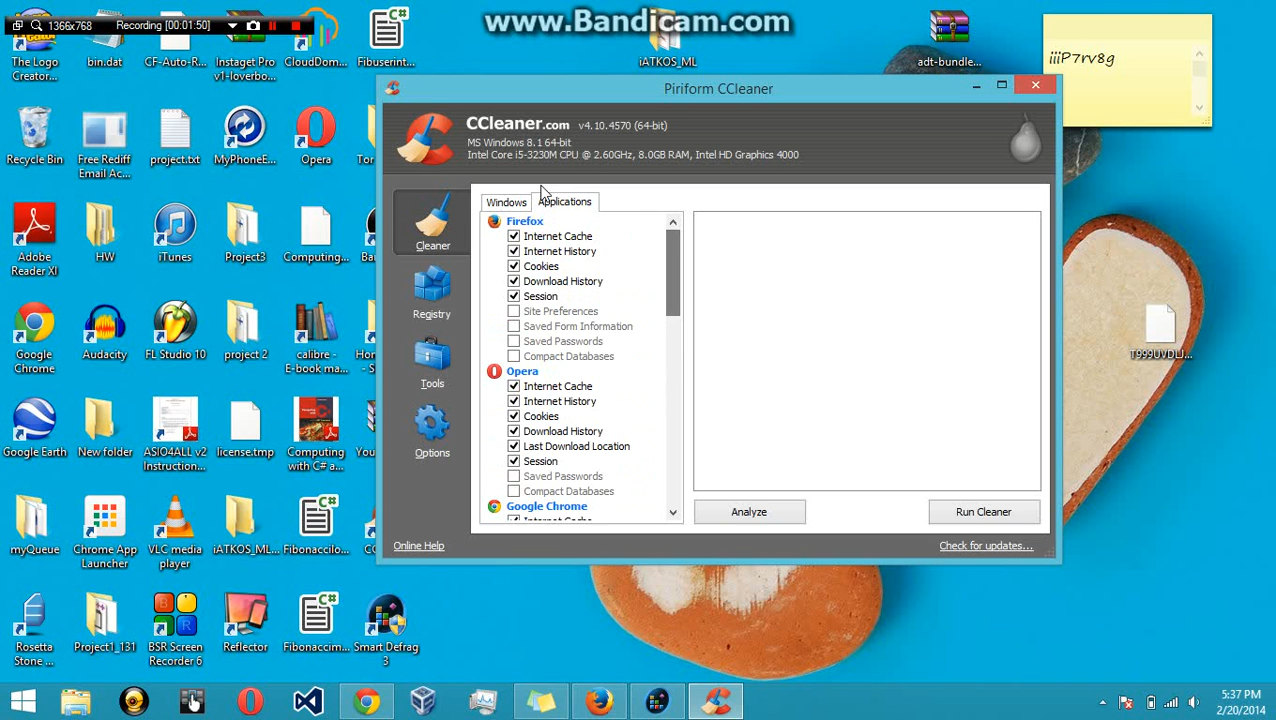 www.Bandicam.com
1366x768
Recording [00:01:50]
The Logo
Creator...
bin.dat
CF-Auto-R...
Instaget Pro
v1-loverbo...
CloudDom...
Fibuserint...
iATKOS_ML
adt-bundle...
iiiP7rv8g
Recycle Bin
Free Rediff
Email Ac...
project.txt
MyPhoneE...
Opera
Tor
Adobe
Reader XI
HW
iTunes
Project3
Computing...
Google
Chrome
Audacity
FL Studio 10
project 2
calibre -
E-book ma...
Google Earth
New folder
ASIO4ALL v2
Instruction...
license.tmp
Computing
with C# a...
myQueue
Chrome App
Launcher
VLC media
player
iATKOS_ML...
Fibonaccilo...
Rosetta
Stone ...
Project1_131
BSR Screen
Recorder 6
Reflector
Fibonaccim...
Smart Defrag
3
T999UVDLJ...
Piriform CCleaner
CCleaner.com v4.10.4570 (64-bit)
MS Windows 8.1 64-bit
Intel Core i5-3230M CPU @ 2.60GHz, 8.0GB RAM, Intel HD Graphics 4000
Cleaner
Registry
Tools
Options
Windows
Applications
Firefox
Internet Cache
Internet History
Cookies
Download History
Session
Site Preferences
Saved Form Information
Saved Passwords
Compact Databases
Opera
Internet Cache
Internet History
Cookies
Download History
Last Download Location
Session
Saved Passwords
Compact Databases
Google Chrome
Internet Cache
Analyze
Run Cleaner
Online Help
Check for updates...
5:37 PM
2/20/2014